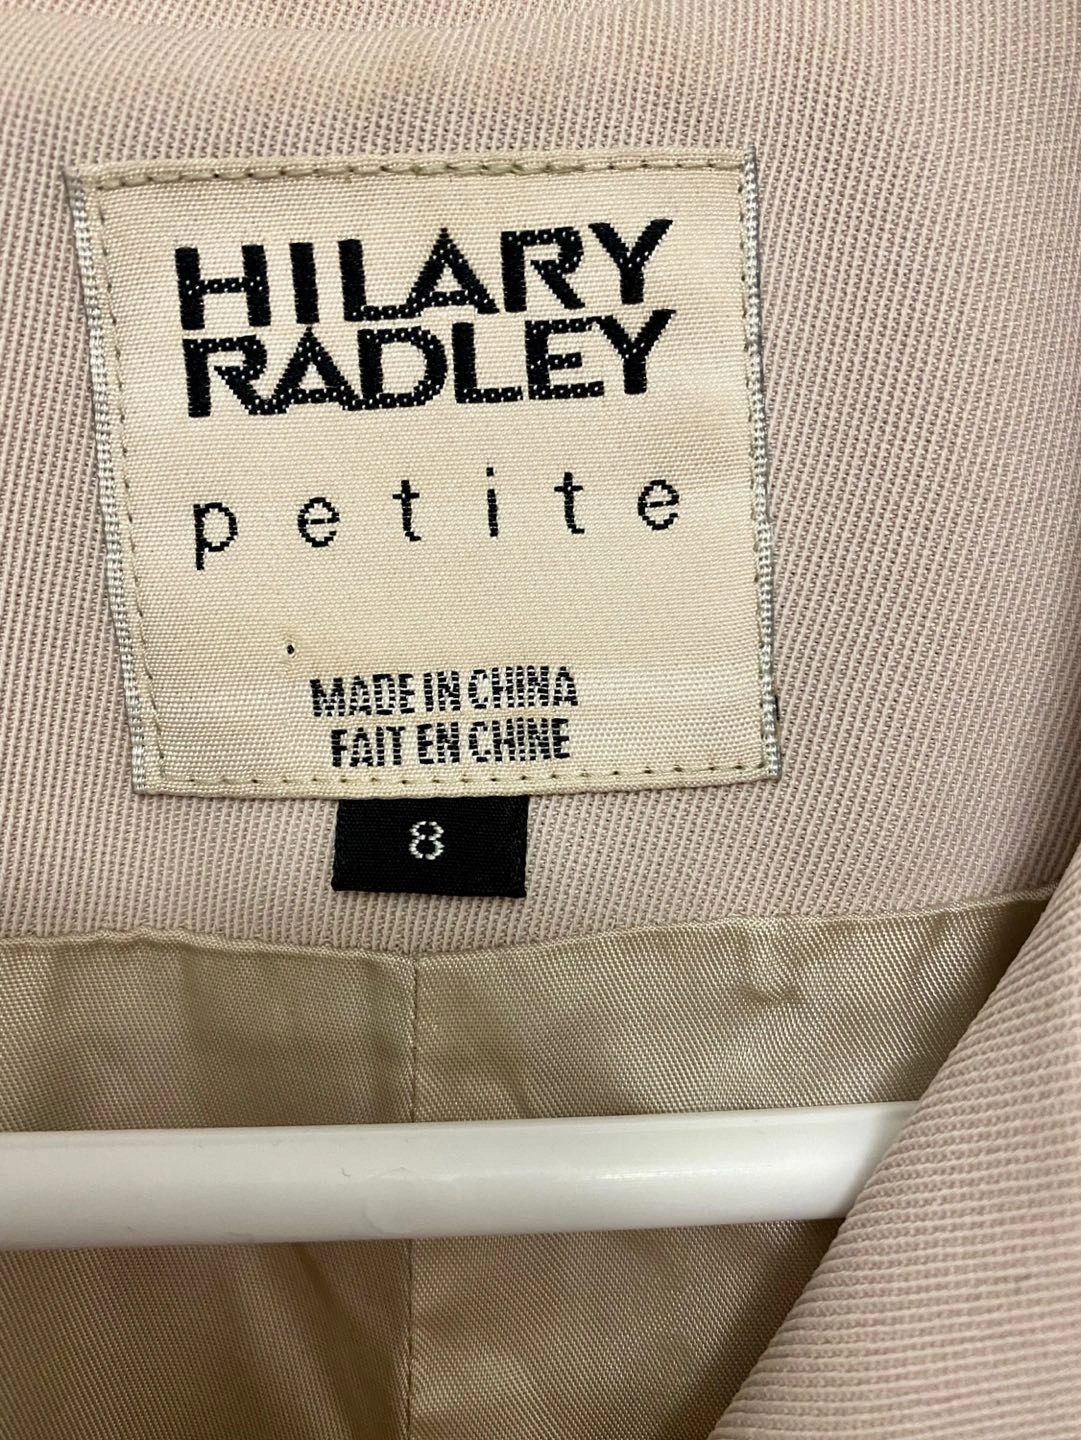 HILARY
RADLEY
petite
MADE IN CHINA
FAIT EN CHINE
8